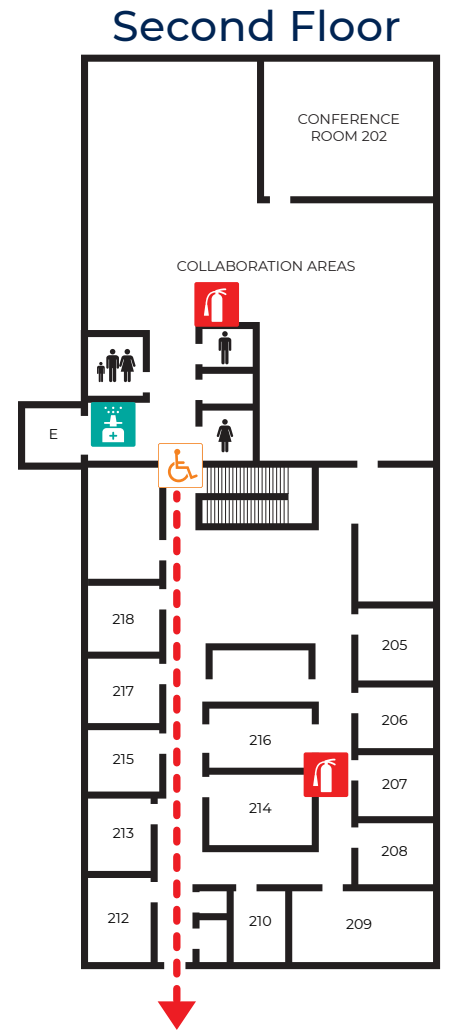 Second Floor
CONFERENCE
ROOM 202
COLLABORATION AREAS
E
218
205
217
206
216
215
207
214
213
208
212
210
209